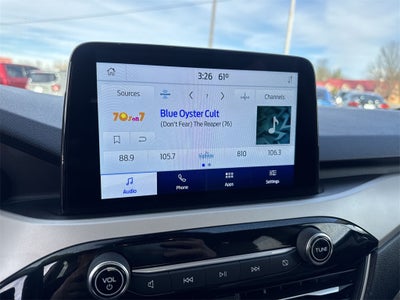 3:26 61°
Sources < 7 > Channels
70s on 7
Blue Oyster Cult
(Don't Fear) The Reaper (76)
88.9 105.7 810 106.3
Audio Phone Apps Settings
VOL TUNE